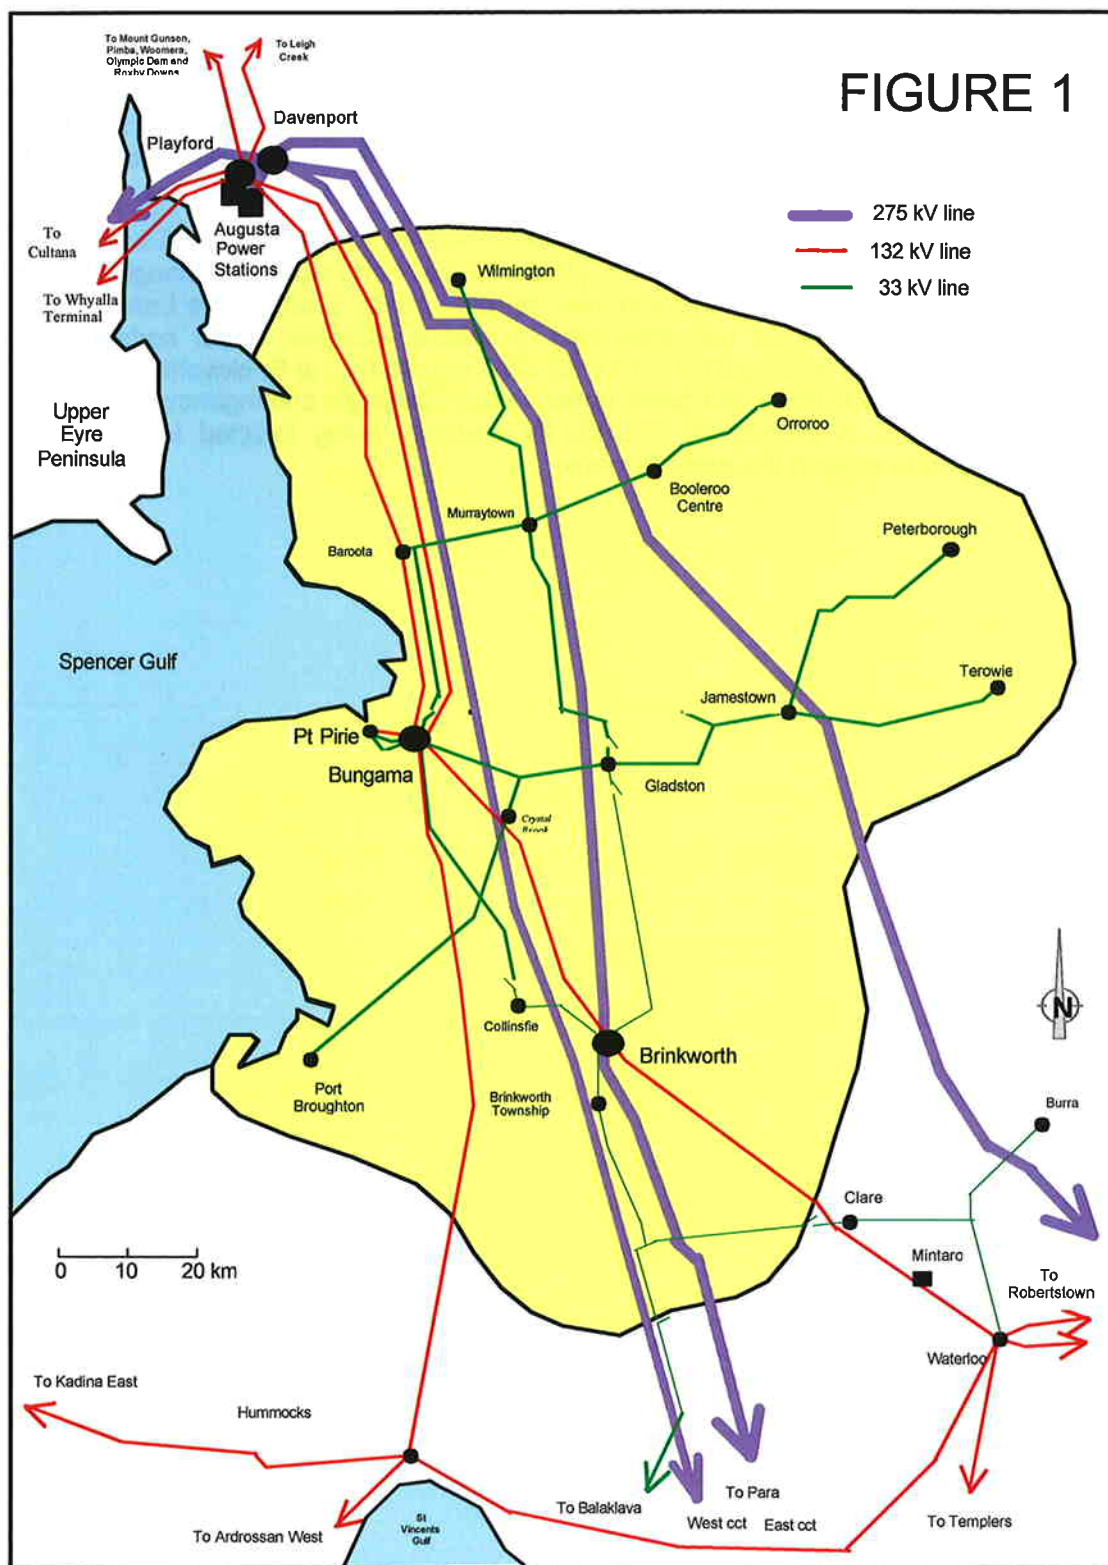 To Mount Gunson,
Pimba, Woomera,
Olympic Dam and
Roxby Downs
To Leigh
Creek
FIGURE 1
Davenport
Playford
275 kV line
132 kV line
33 kV line
To
Cultana
Augusta
Power
Stations
To Whyalla
Terminal
Wilmington
Upper
Eyre
Peninsula
Orroroo
Booleroo
Centre
Murraytown
Peterborough
Baroota
Spencer Gulf
Terowie
Jamestown
Pt Pirie
Bungama
Gladston
Crystal
Brook
N
Collinsfie
Brinkworth
Port
Broughton
Brinkworth
Township
Burra
Clare
Mintaro
0 10 20 km
To
Robertstown
Waterloo
To Kadina East
Hummocks
To Para
To Balaklava
West cct East cct
To Templers
To Ardrossan West
St
Vincents
Gulf